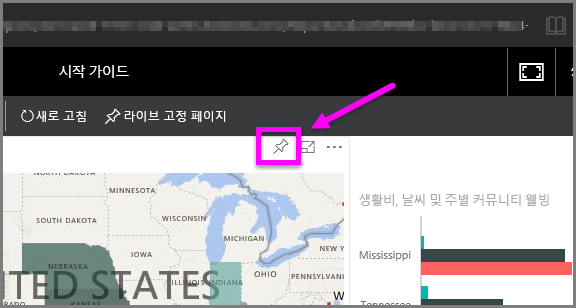 시작 가이드
새로 고침 라이브 고정 페이지
생활비, 날씨 및 주별 커뮤니티 웰빙
MINNESOTA
SOUTH DAKOTA
WISCONSIN
MICHIGAN
NEW Y
IOWA
NEBRASKA
OHIO
PENNSYLVANI
ITED STATES
W
Mississippi
Tennessee